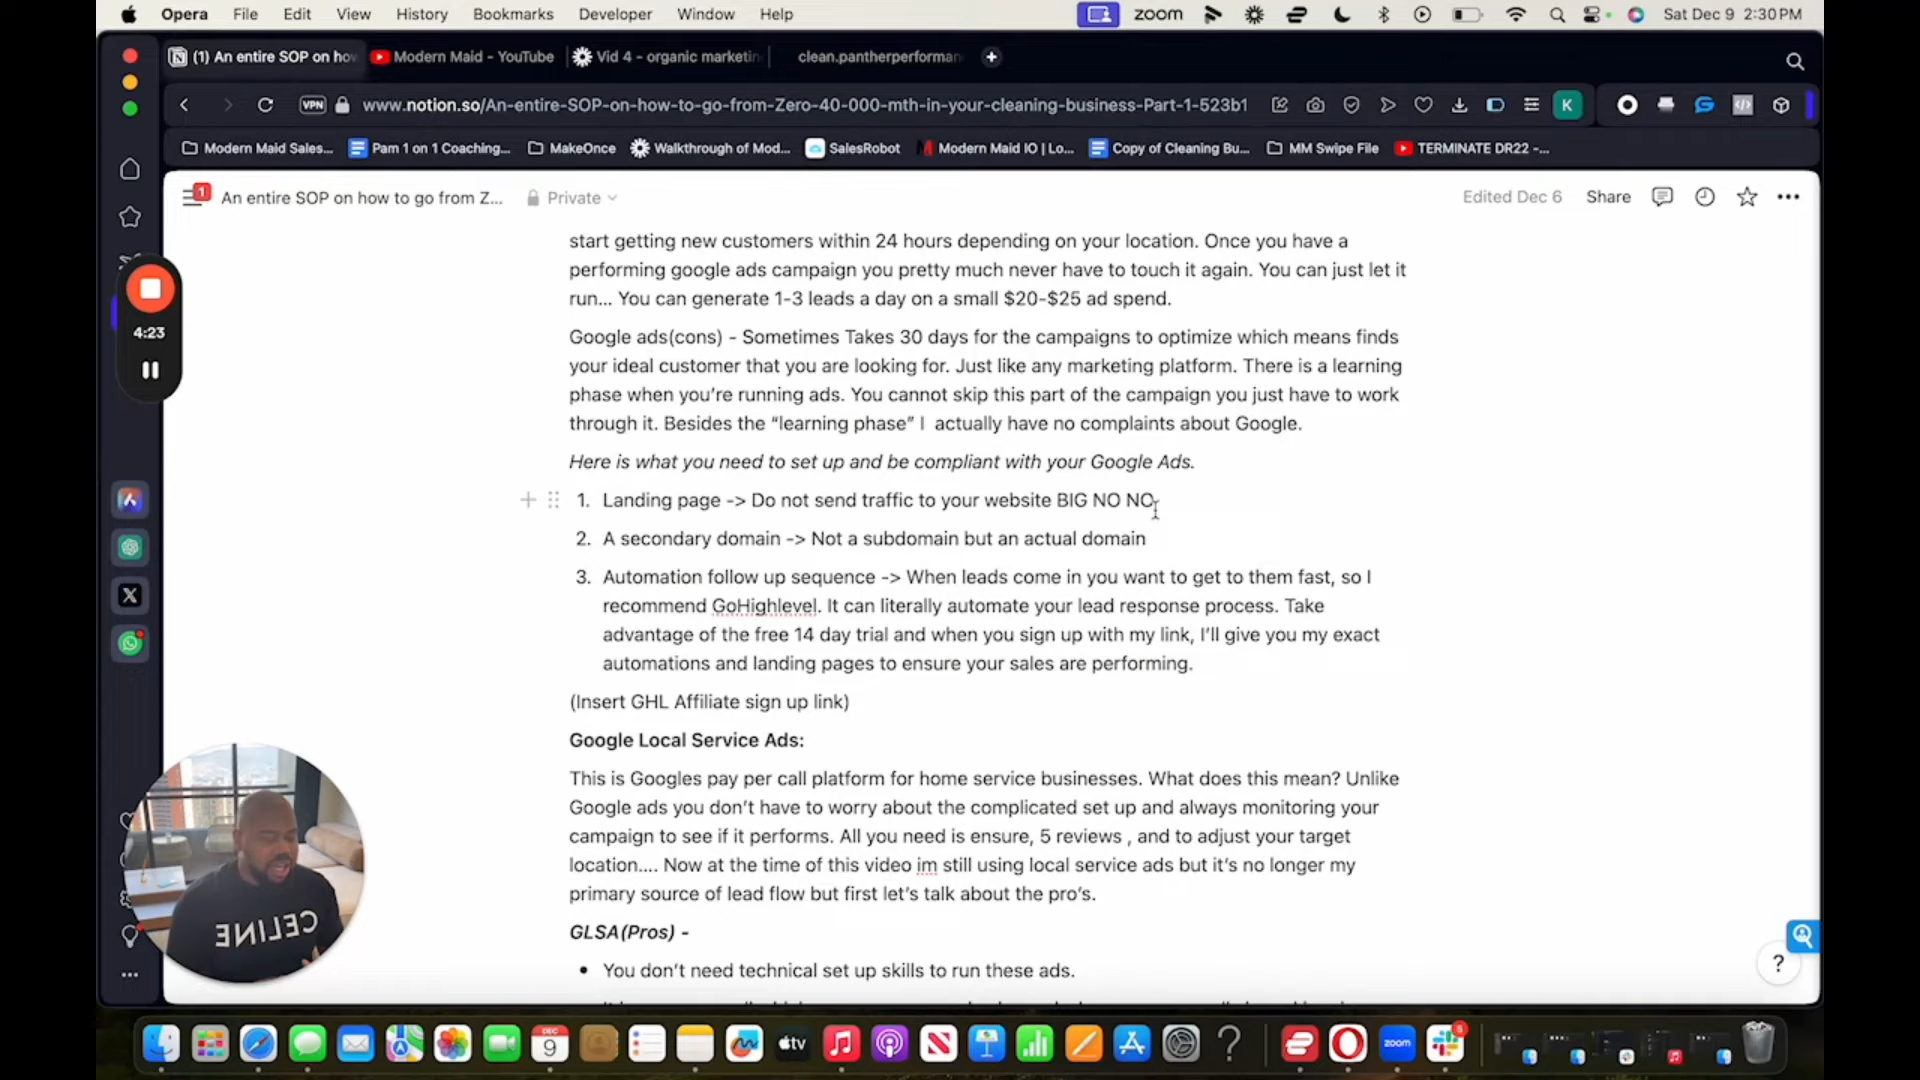 Opera File Edit View History Bookmarks Developer Window Help zoom Sat Dec 9 2:30 PM
(1) An entire SOP on how Modern Maid - YouTube Vid 4 - organic marketin clean.pantherperforman
VPN www.notion.so/An-entire-SOP-on-how-to-go-from-Zero-40-000-mth-in-your-cleaning-business-Part-1-523b1 K
Modern Maid Sales... Pam 1 on 1 Coaching... MakeOnce Walkthrough of Mod... SalesRobot Modern Maid IO | Lo... Copy of Cleaning Bu... MM Swipe File TERMINATE DR22 -...
1 An entire SOP on how to go from Z... Private Edited Dec 6 Share
start getting new customers within 24 hours depending on your location. Once you have a
performing google ads campaign you pretty much never have to touch it again. You can just let it
run... You can generate 1-3 leads a day on a small $20-$25 ad spend.
4:23
Google ads(cons) - Sometimes Takes 30 days for the campaigns to optimize which means finds
your ideal customer that you are looking for. Just like any marketing platform. There is a learning
phase when you’re running ads. You cannot skip this part of the campaign you just have to work
through it. Besides the “learning phase” I actually have no complaints about Google.
Here is what you need to set up and be compliant with your Google Ads.
1. Landing page -> Do not send traffic to your website BIG NO NO
2. A secondary domain -> Not a subdomain but an actual domain
3. Automation follow up sequence -> When leads come in you want to get to them fast, so I
recommend GoHighlevel. It can literally automate your lead response process. Take
advantage of the free 14 day trial and when you sign up with my link, I’ll give you my exact
automations and landing pages to ensure your sales are performing.
(Insert GHL Affiliate sign up link)
Google Local Service Ads:
This is Googles pay per call platform for home service businesses. What does this mean? Unlike
Google ads you don’t have to worry about the complicated set up and always monitoring your
campaign to see if it performs. All you need is ensure, 5 reviews , and to adjust your target
location.... Now at the time of this video im still using local service ads but it’s no longer my
primary source of lead flow but first let’s talk about the pro’s.
CELINE
GLSA(Pros) -
• You don’t need technical set up skills to run these ads.
?
DEC
9
tv
zoom
5